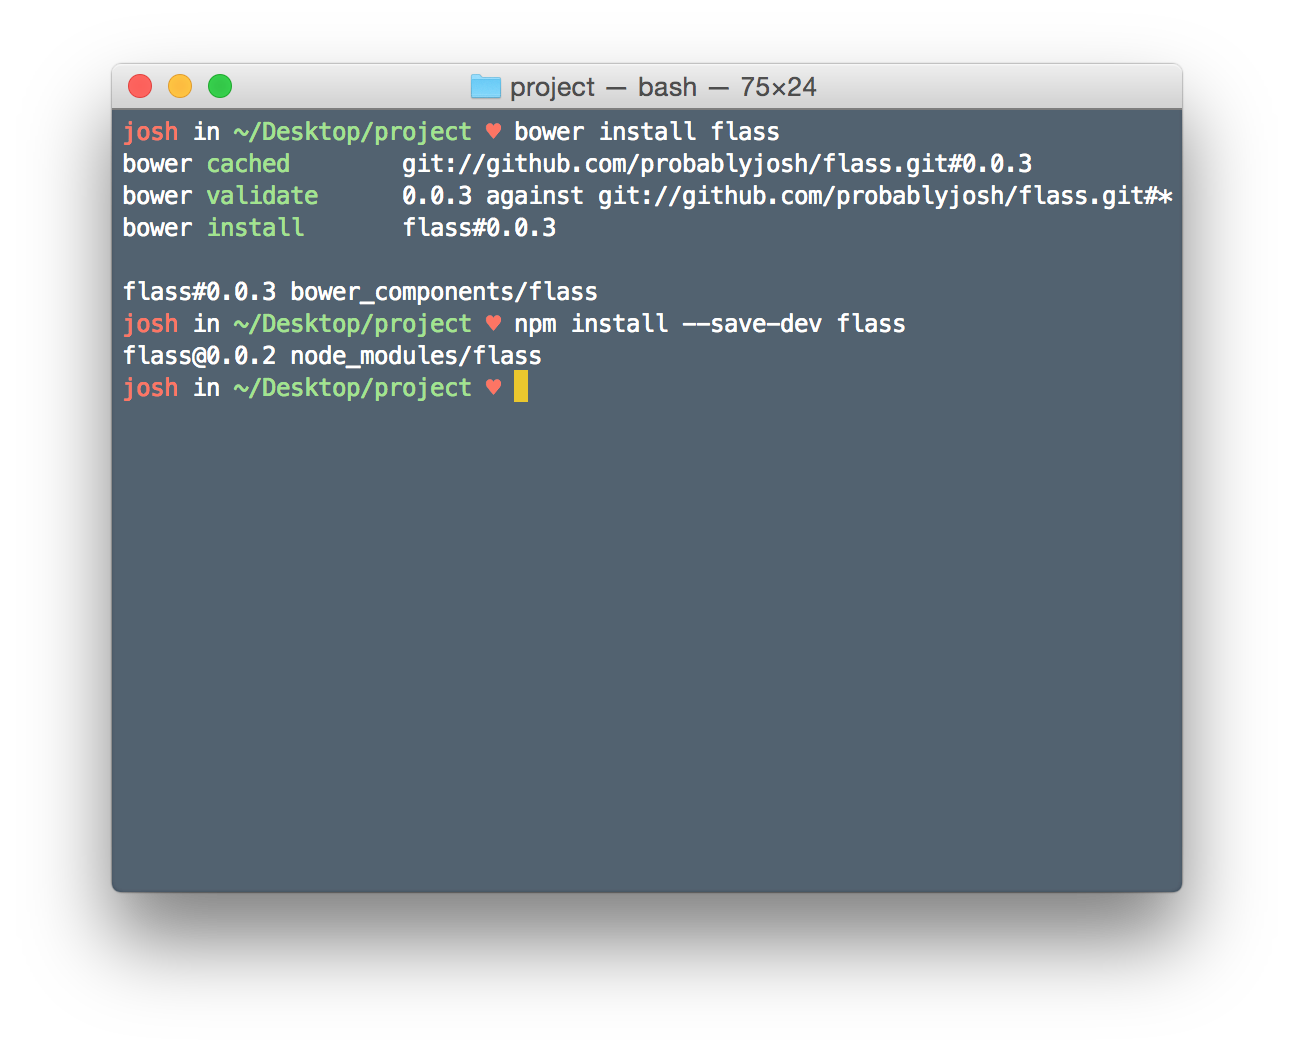 project — bash — 75×24
josh in ~/Desktop/project ♥ bower install flass
bower cached        git://github.com/probablyjosh/flass.git#0.0.3
bower validate      0.0.3 against git://github.com/probablyjosh/flass.git#*
bower install       flass#0.0.3
flass#0.0.3 bower_components/flass
josh in ~/Desktop/project ♥ npm install --save-dev flass
flass@0.0.2 node_modules/flass
josh in ~/Desktop/project ♥